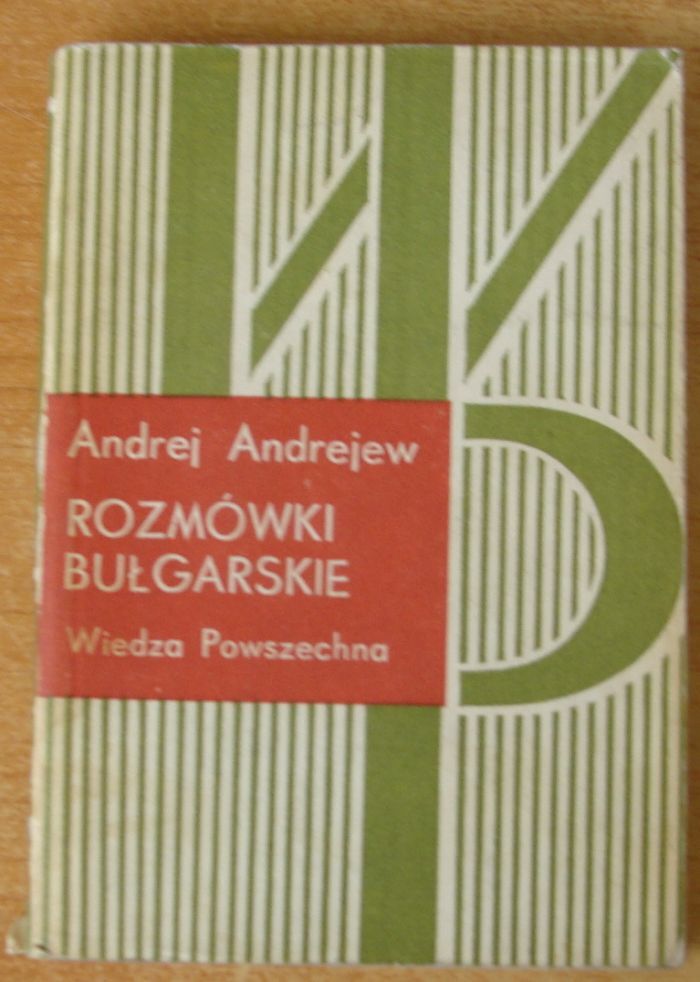 Andrej Andrejew
ROZMÓWKI
BUŁGARSKIE
Wiedza Powszechna